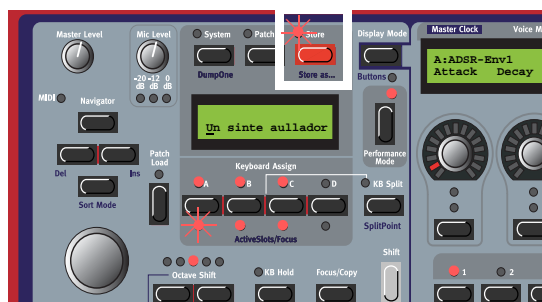 Master Level
Mic Level
System
Patch
Store
Display Mode
Master Clock
Voice M
-20 -12 0
dB dB dB
DumpOne
Store as...
Buttons
A:ADSR-Env1
Attack Decay
MIDI
Navigator
Un sinte aullador
Del
Ins
Patch
Load
Performance
Mode
Keyboard Assign
Sort Mode
A
B
C
D
KB Split
ActiveSlots/Focus
SplitPoint
Shift
Octave Shift
KB Hold
Focus/Copy
1
2